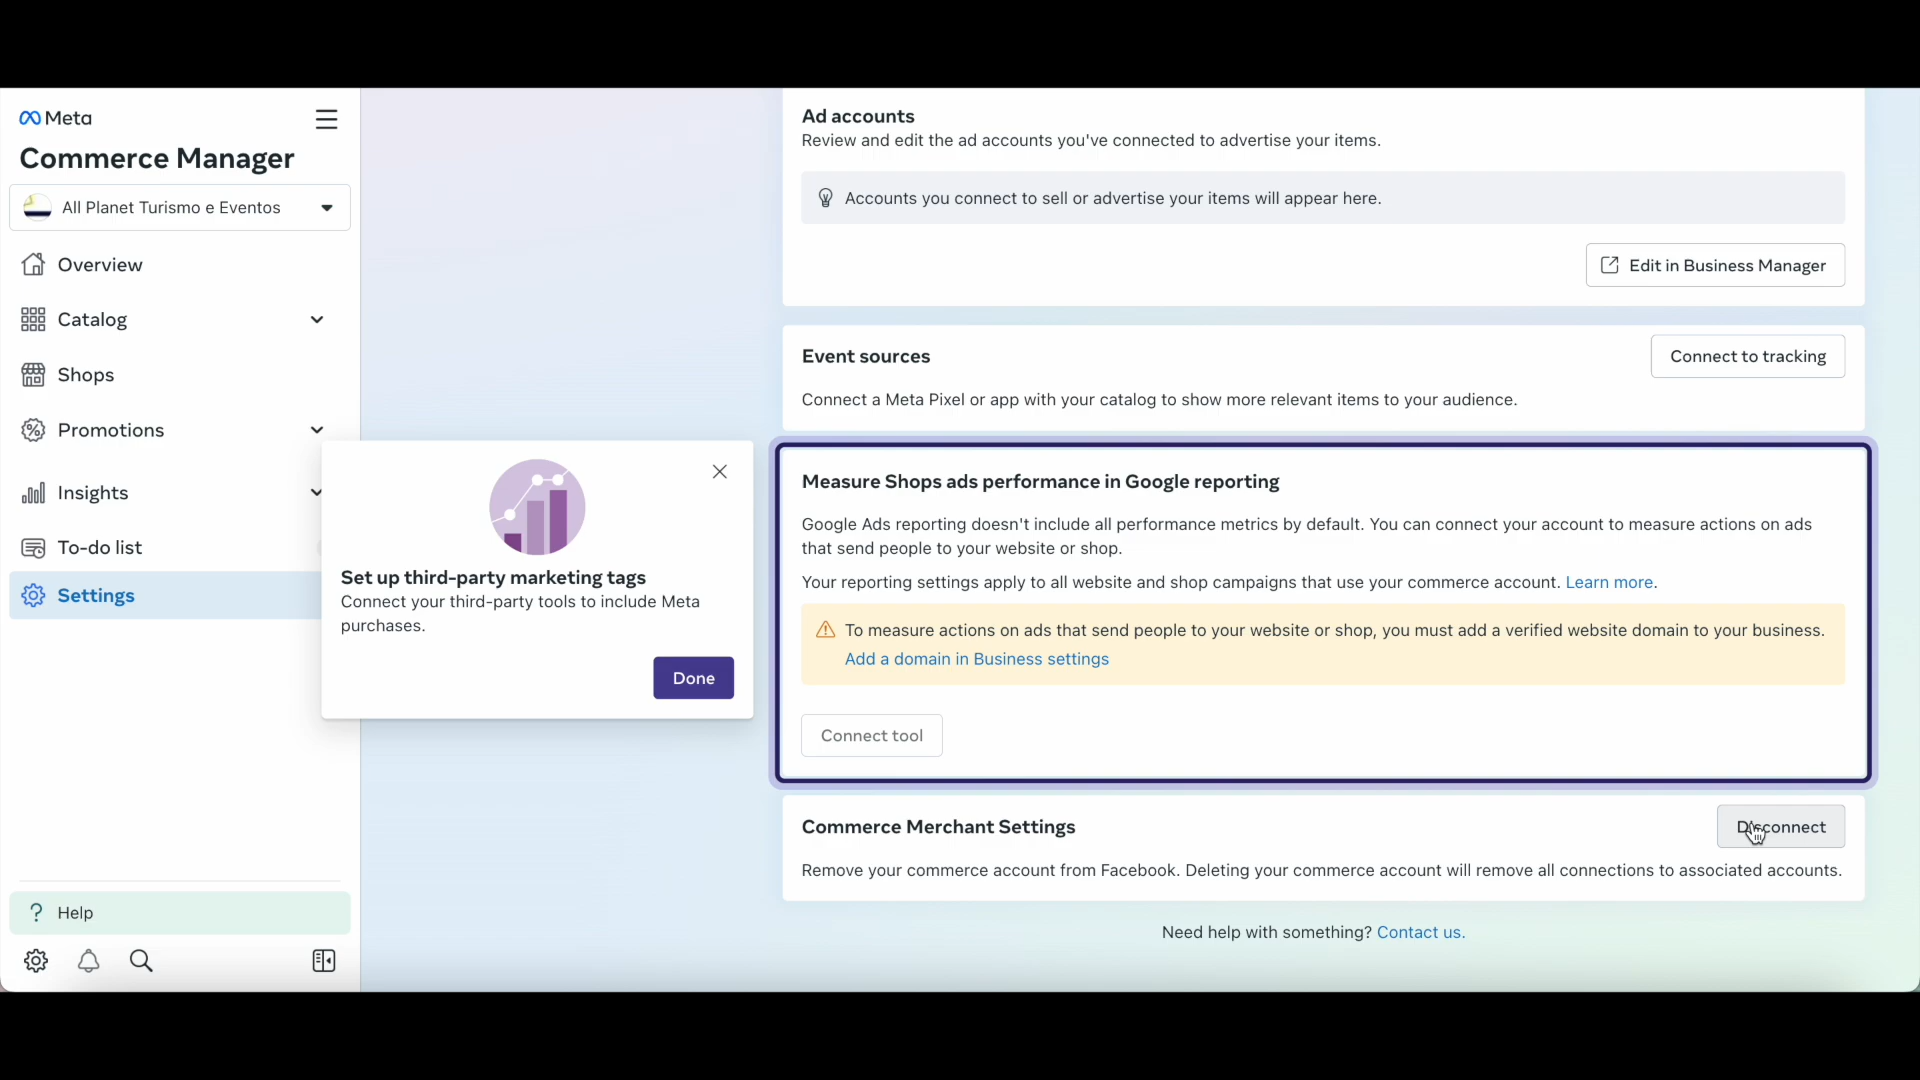 Meta
Commerce Manager
All Planet Turismo e Eventos
Overview
Catalog
Shops
Promotions
Insights
To-do list
Settings
Help
Set up third-party marketing tags
Connect your third-party tools to include Meta
purchases.
Done
Ad accounts
Review and edit the ad accounts you've connected to advertise your items.
Accounts you connect to sell or advertise your items will appear here.
Edit in Business Manager
Event sources
Connect to tracking
Connect a Meta Pixel or app with your catalog to show more relevant items to your audience.
Measure Shops ads performance in Google reporting
Google Ads reporting doesn't include all performance metrics by default. You can connect your account to measure actions on ads
that send people to your website or shop.
Your reporting settings apply to all website and shop campaigns that use your commerce account. Learn more.
To measure actions on ads that send people to your website or shop, you must add a verified website domain to your business.
Add a domain in Business settings
Connect tool
Commerce Merchant Settings
Disconnect
Remove your commerce account from Facebook. Deleting your commerce account will remove all connections to associated accounts.
Need help with something? Contact us.